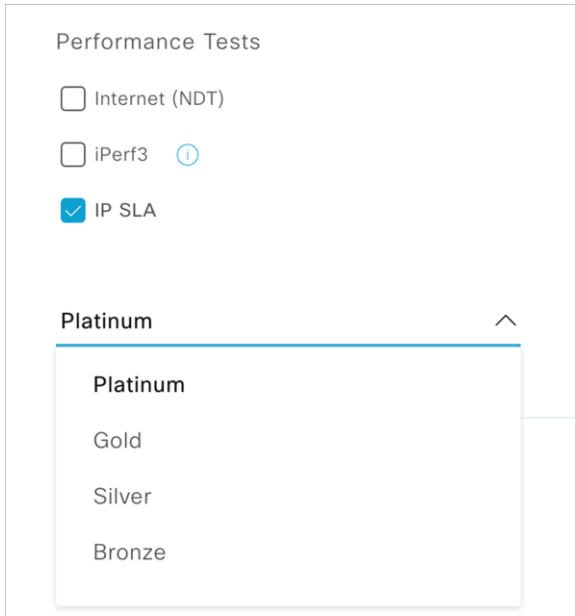 Performance Tests
Internet (NDT)
iPerf3
IP SLA
Platinum
Platinum
Gold
Silver
Bronze